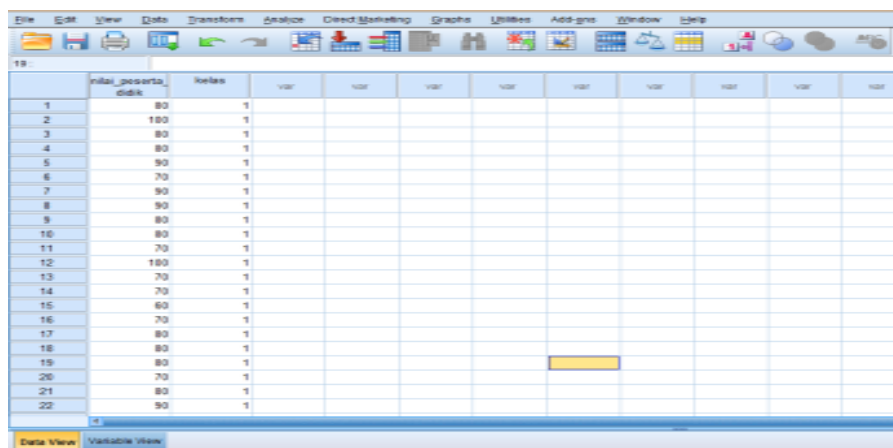 File Edit View Data Transform Analyze Direct Marketing Graphs Utilities Add-ons Window Help
19 :
nilai_peserta_didik kelas var var var var var var var var var
1 80 1
2 100 1
3 80 1
4 80 1
5 90 1
6 70 1
7 90 1
8 90 1
9 80 1
10 80 1
11 70 1
12 100 1
13 70 1
14 70 1
15 60 1
16 70 1
17 80 1
18 80 1
19 80 1
20 70 1
21 80 1
22 90 1
Data View Variable View